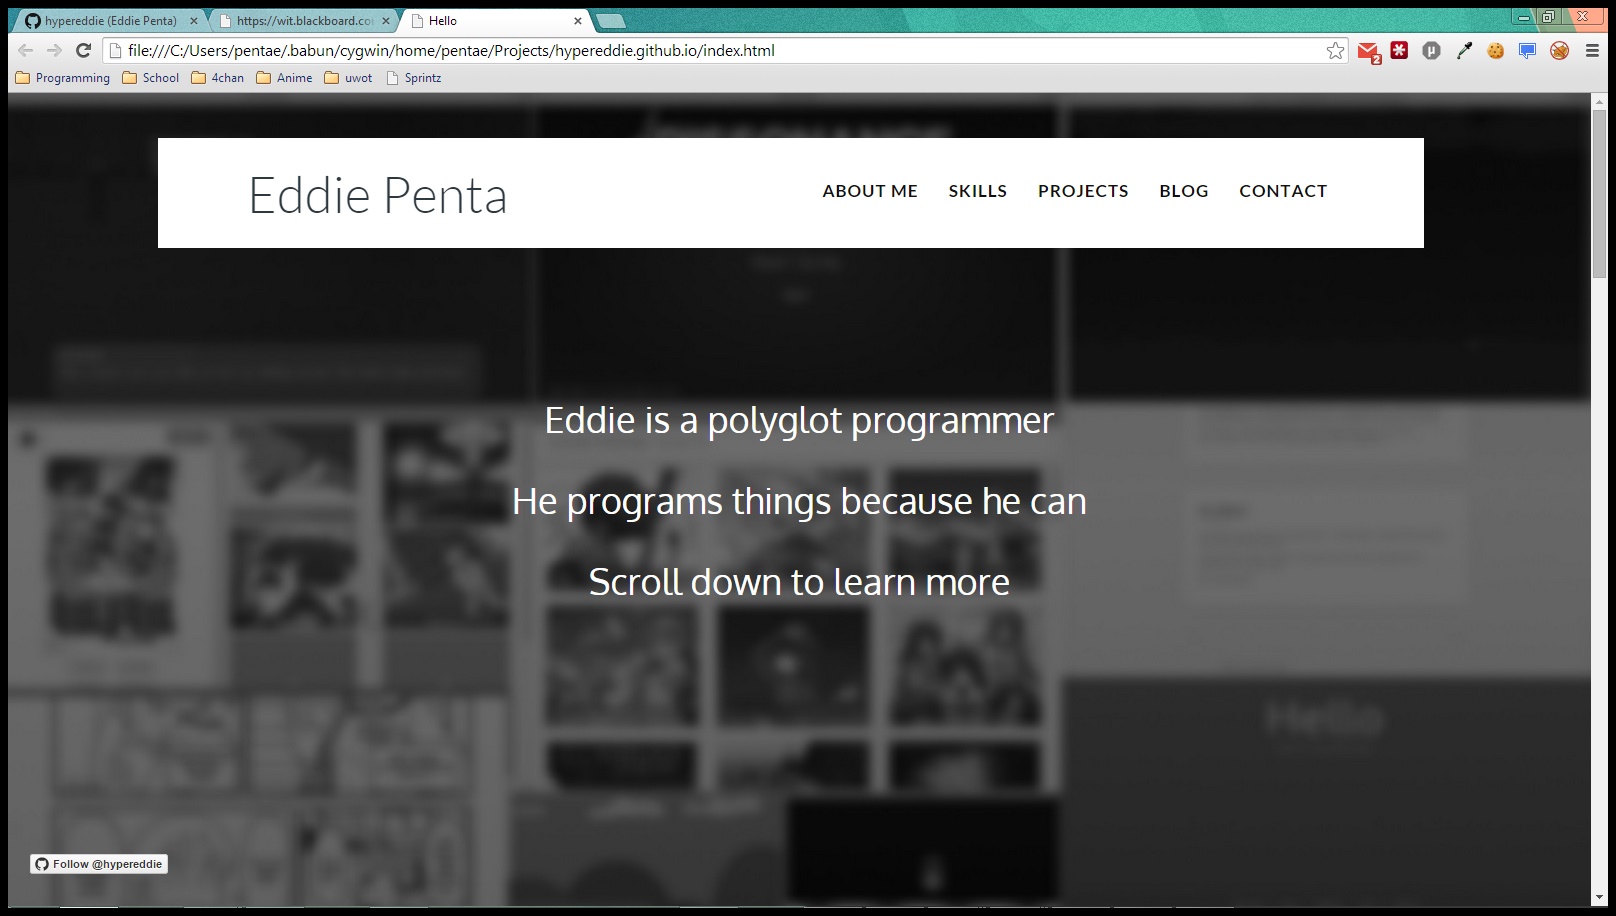 hypereddie (Eddie Penta)
https://wit.blackboard.co
Hello
file:///C:/Users/pentae/.babun/cygwin/home/pentae/Projects/hypereddie.github.io/index.html
2
Programming School 4chan Anime uwot Sprintz
Eddie Penta
ABOUT ME SKILLS PROJECTS BLOG CONTACT
Eddie is a polyglot programmer
He programs things because he can
Scroll down to learn more
Hello
Follow @hypereddie